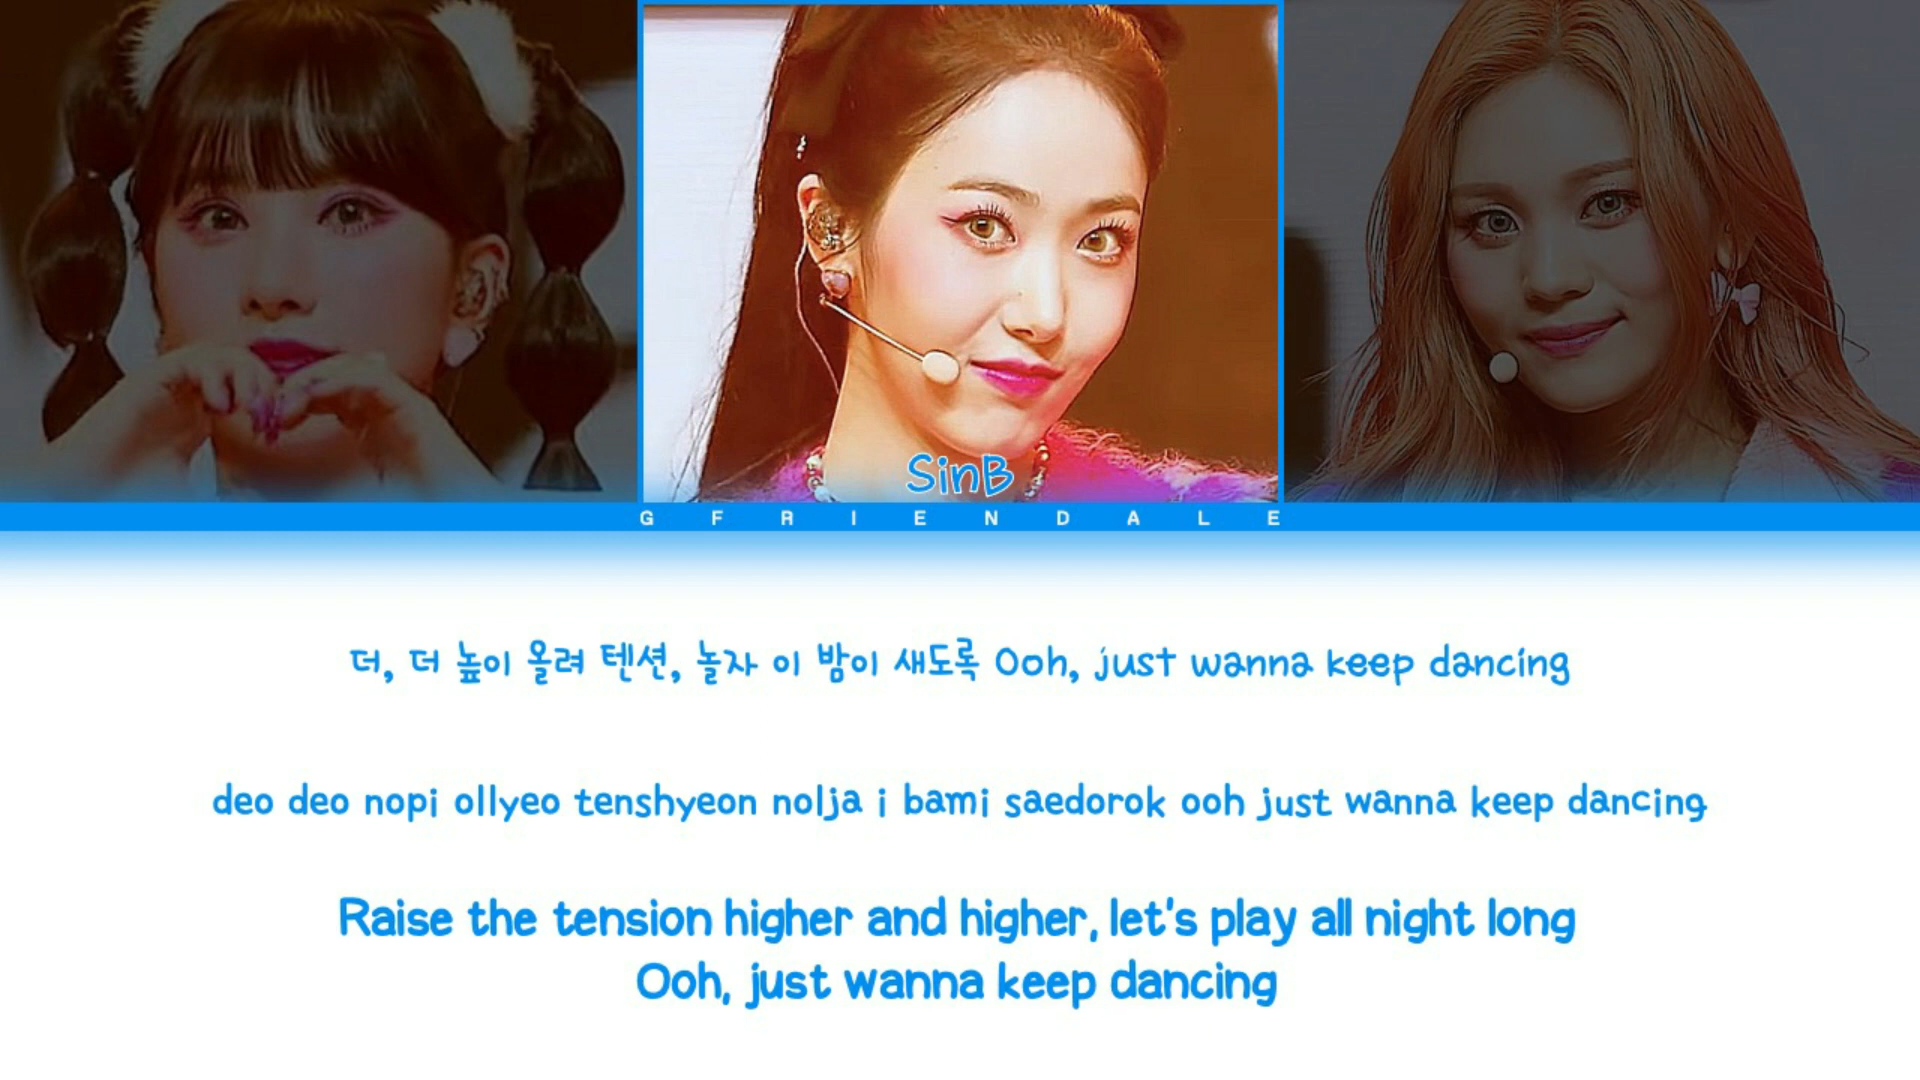 SinB
GFRIENDALE
더, 더 높이 올려 텐션, 놀자 이 밤이 새도록 Ooh, just wanna keep dancing
deo deo nopi ollyeo tenshyeon nolja i bami saedorok ooh just wanna keep dancing
Raise the tension higher and higher, let's play all night long
Ooh, just wanna keep dancing